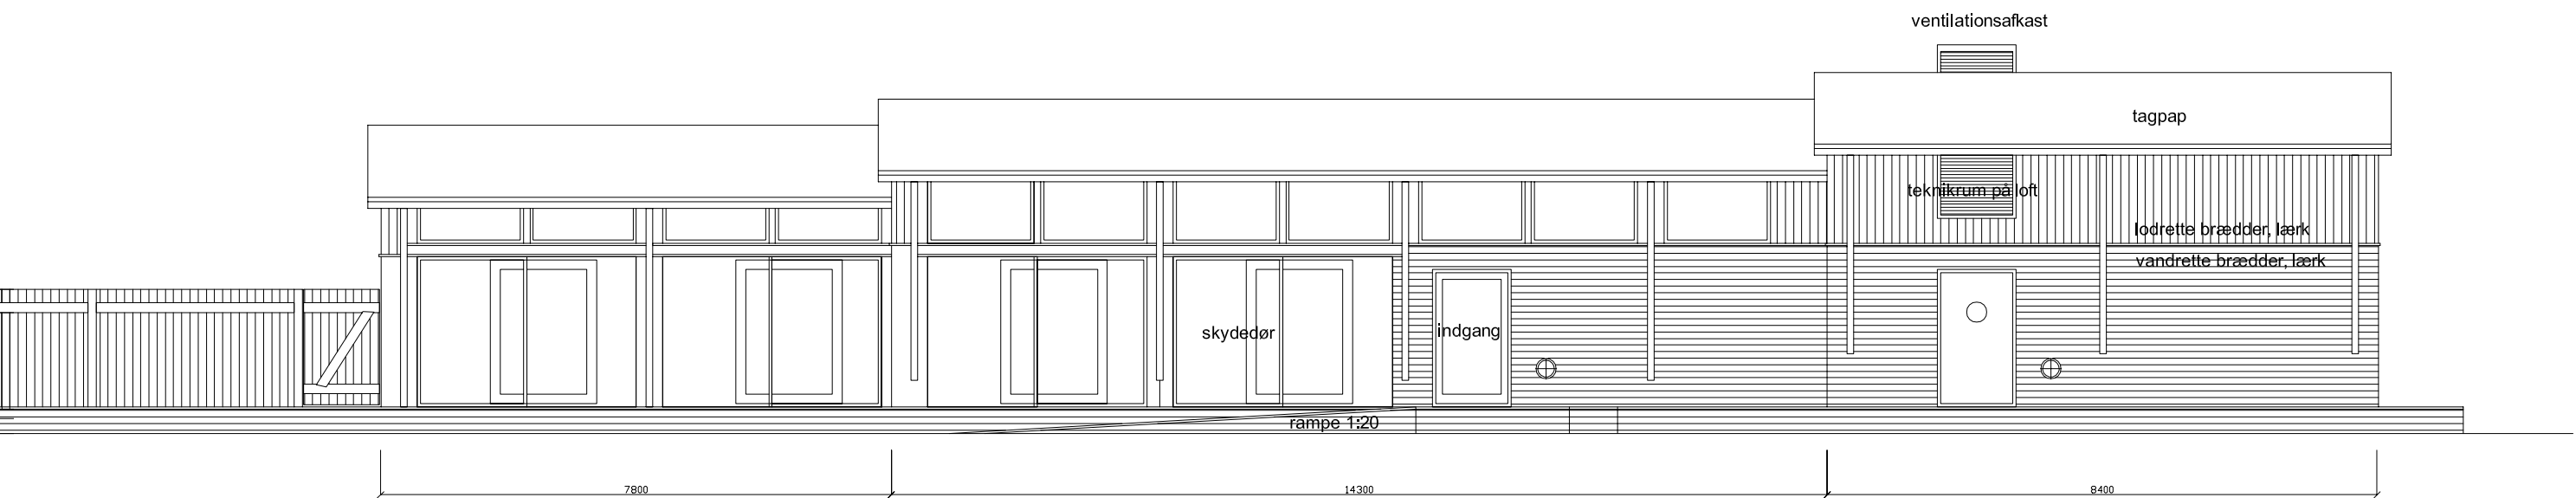 ventilationsafkast
tagpap
teknikrum på loft
lodrette brædder, lærk
vandrette brædder, lærk
skydedør
indgang
rampe 1:20
7800
14300
8400